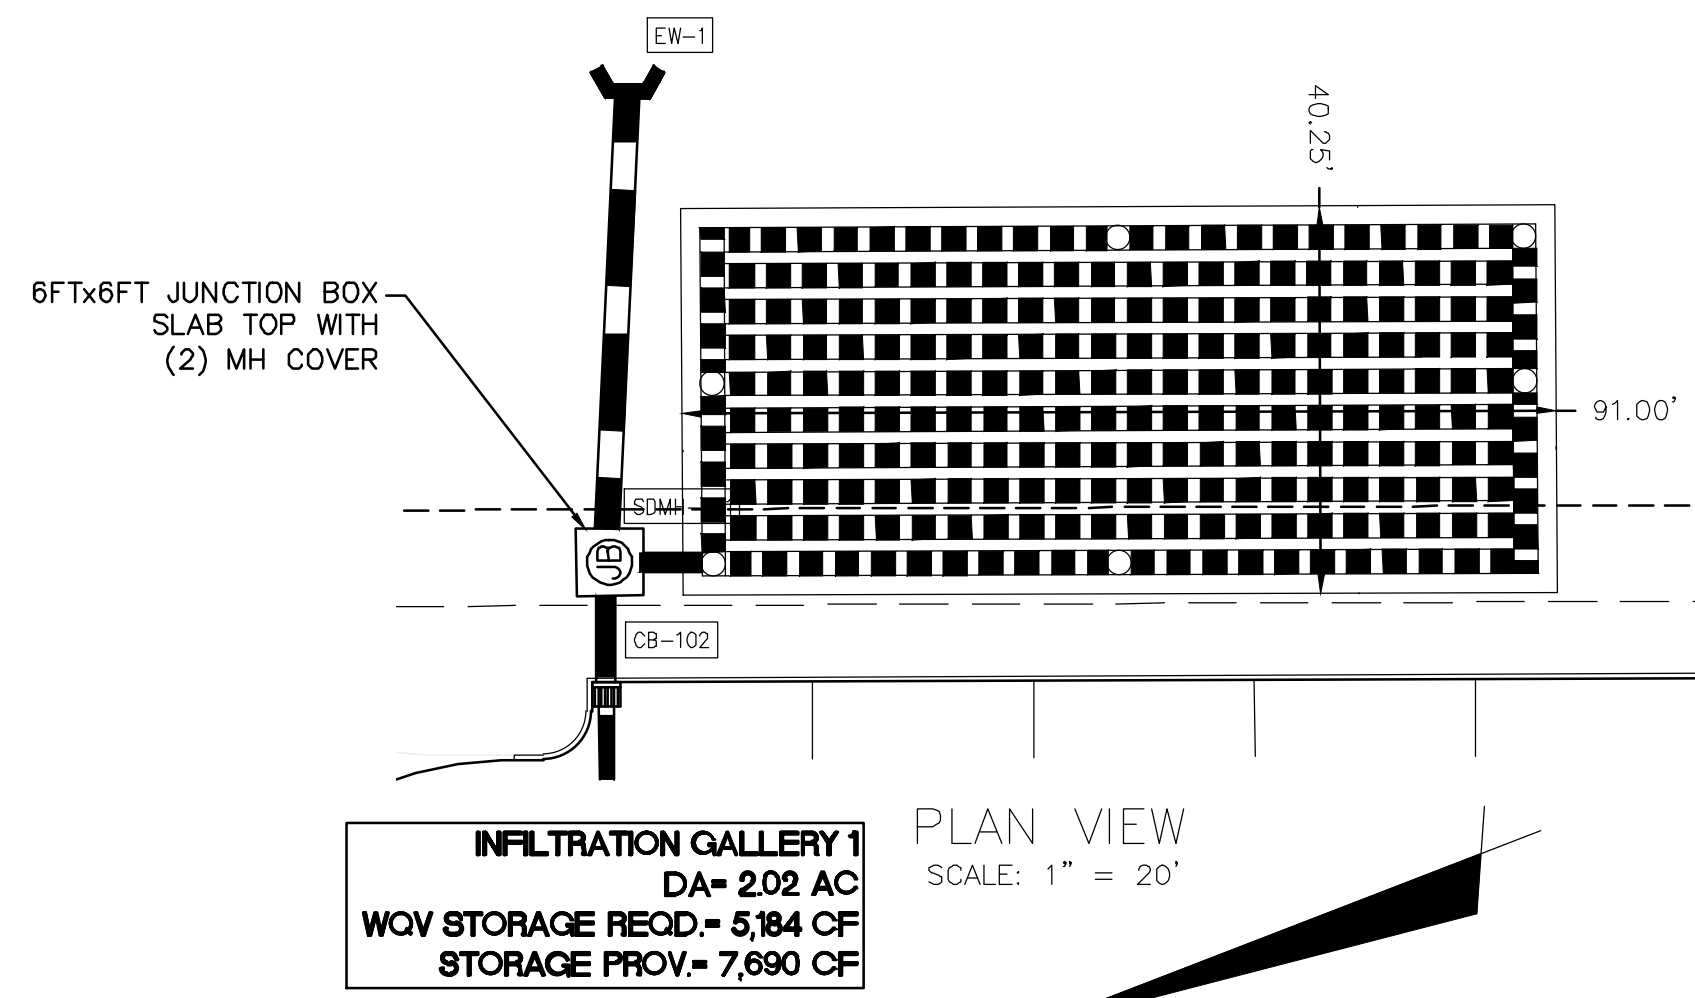 EW-1
40.25'
6FTx6FT JUNCTION BOX
SLAB TOP WITH
(2) MH COVER
91.00'
SDMH
JB
CB-102
PLAN VIEW
SCALE: 1" = 20'
INFILTRATION GALLERY 1
DA= 2.02 AC
WQV STORAGE REQD.= 5,184 CF
STORAGE PROV.= 7,690 CF